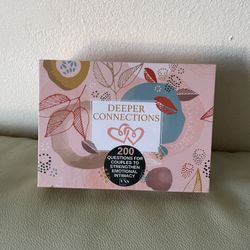 DEEPER
CONNECTIONS
200
QUESTIONS FOR
COUPLES TO
STRENGTHEN
EMOTIONAL
INTIMACY